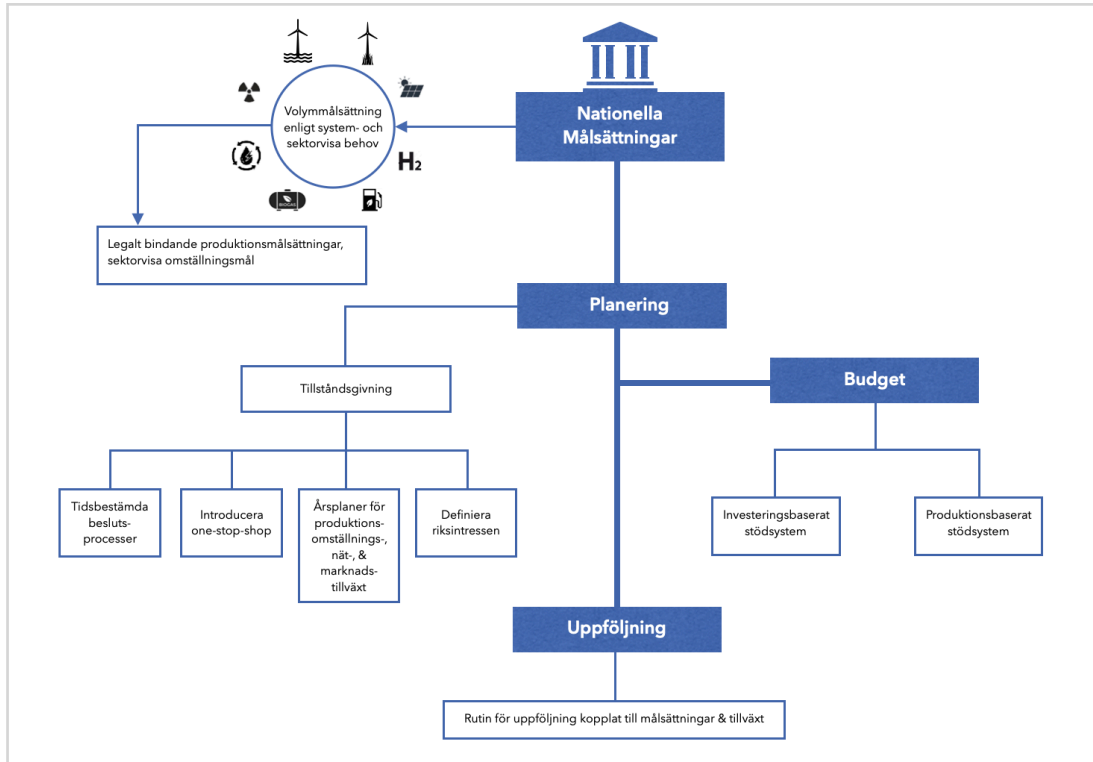 Nationella
Målsättningar
Volymmålsättning
enligt system- och
sektorvisa behov
H₂
BIOGAS
Legalt bindande produktionsmålsättningar,
sektorvisa omställningsmål
Planering
Tillståndsgivning
Budget
Tidsbestämda
besluts-
processer
Introducera
one-stop-shop
Årsplaner för
produktions-
omställnings-,
nät-, &
marknads-
tillväxt
Definiera
riksintressen
Investeringsbaserat
stödsystem
Produktionsbaserat
stödsystem
Uppföljning
Rutin för uppföljning kopplat till målsättningar & tillväxt